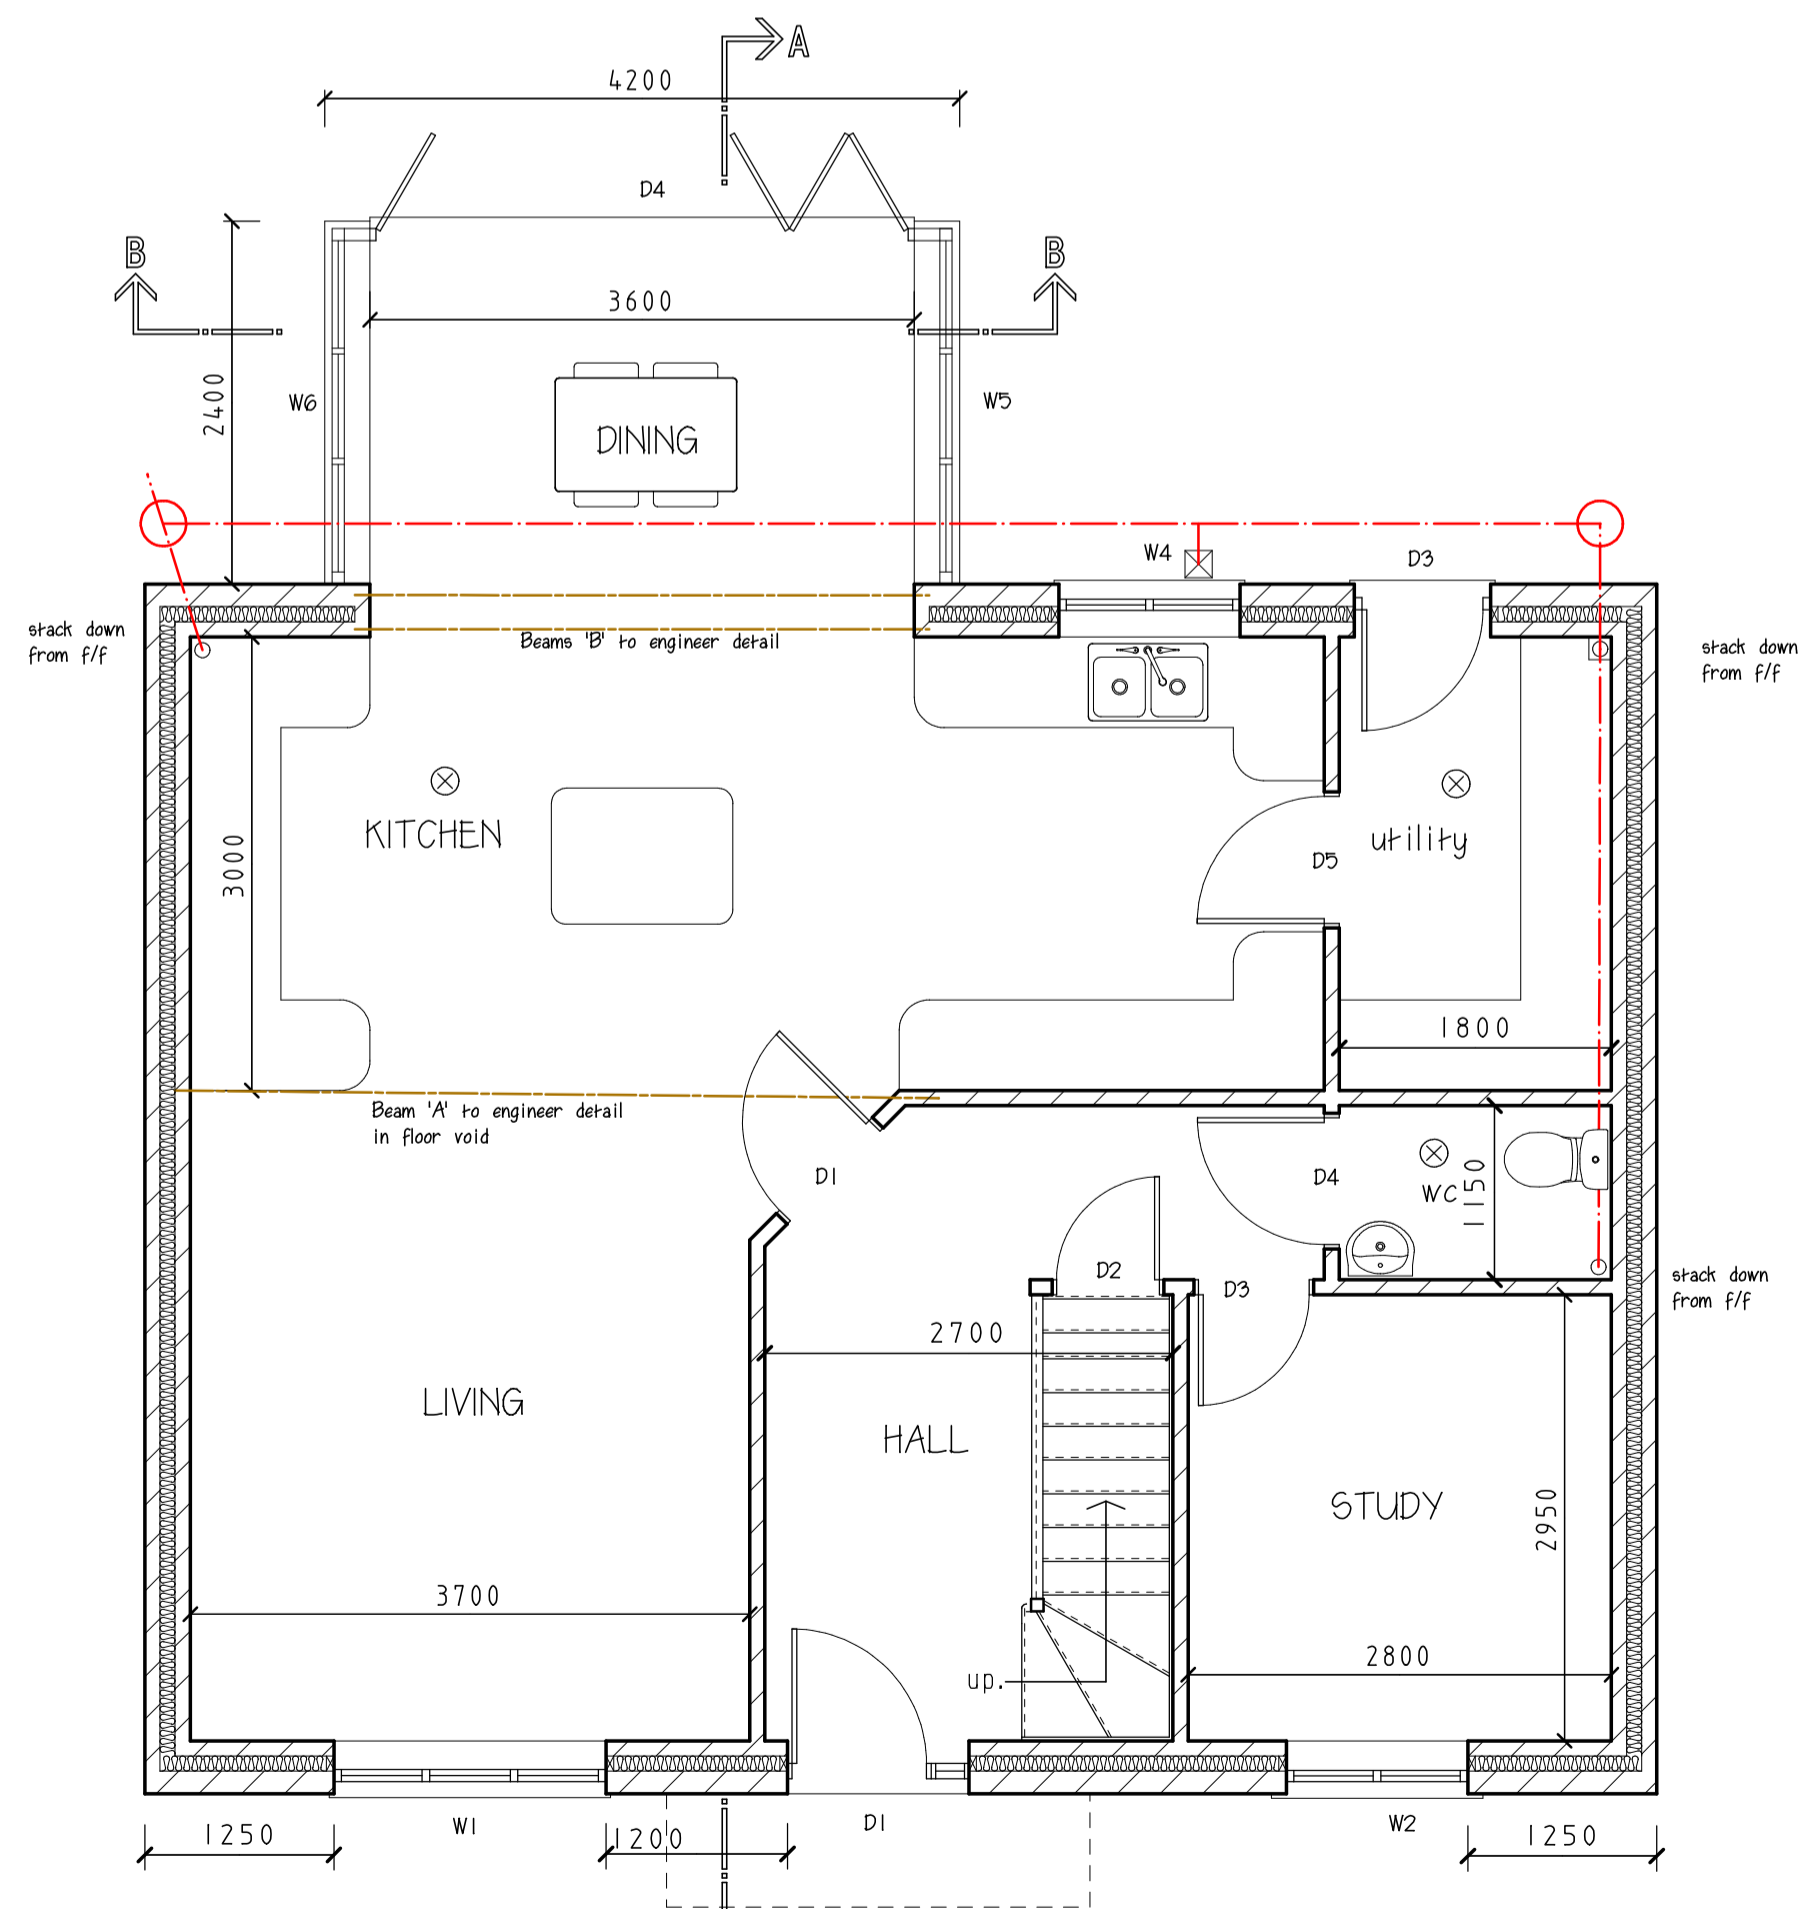 A
4200
D4
B
B
3600
2400
W6
W5
DINING
W4
D3
stack down
from f/f
Beams 'B' to engineer detail
stack down
from f/f
KITCHEN
utility
D5
3000
1800
Beam 'A' to engineer detail
in floor void
D1
D4
WC
1150
D2
D3
stack down
from f/f
2700
LIVING
HALL
STUDY
2950
3700
2800
up.
W1
D1
W2
1250
1200
1250